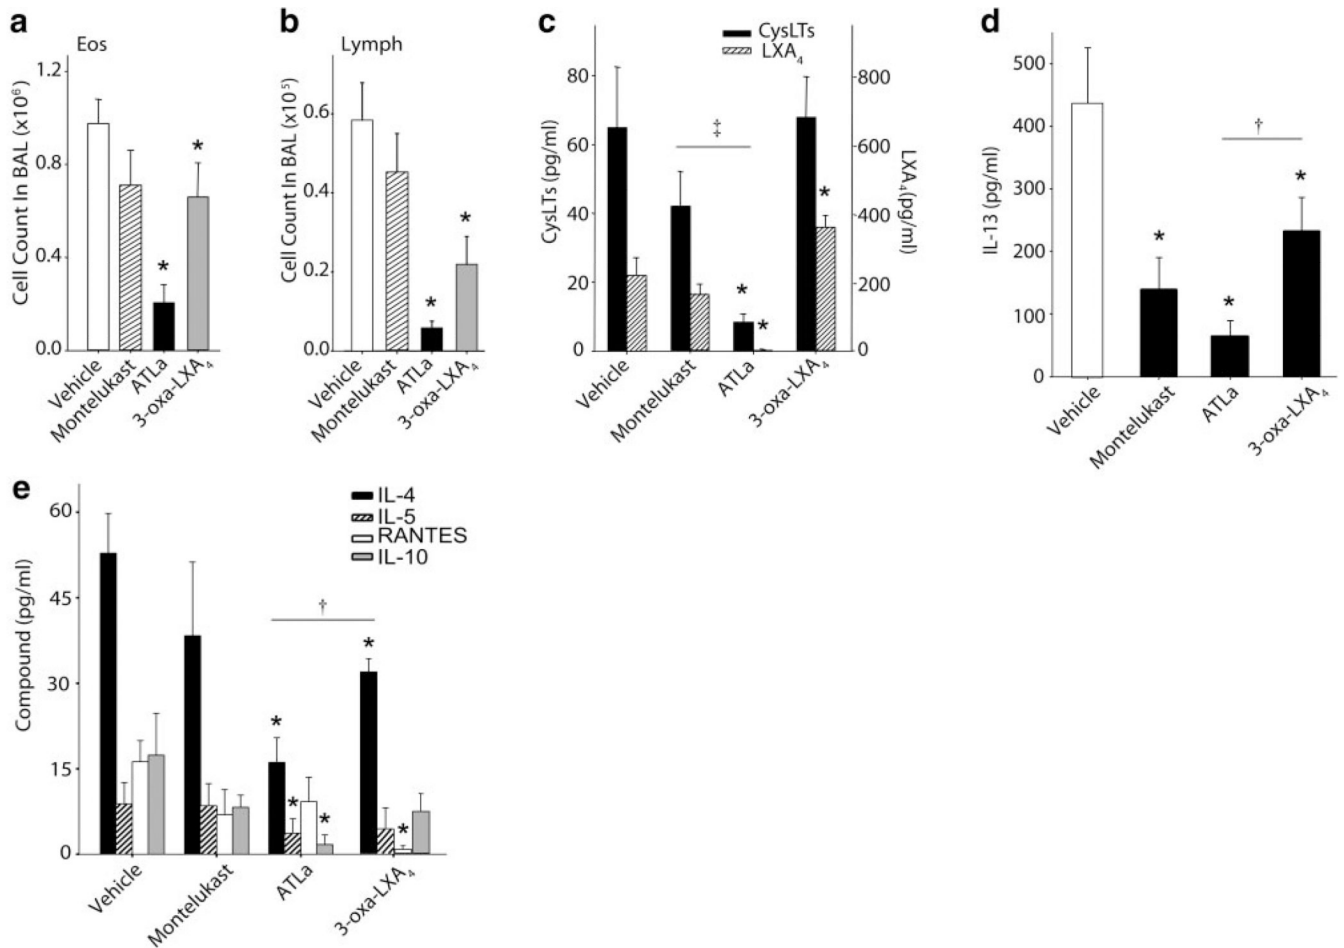 a
Eos
Cell Count In BAL (x10⁶)
1.2
0.8
0.4
0.0
*
*
Vehicle
Montelukast
ATLa
3-oxa-LXA₄
b
Lymph
Cell Count In BAL (x10⁵)
0.6
0.4
0.2
0.0
*
*
Vehicle
Montelukast
ATLa
3-oxa-LXA₄
c
CysLTs
LXA₄
CysLTs (pg/ml)
80
60
40
20
0
‡
*
*
*
800
600
400
200
0
LXA₄(pg/ml)
Vehicle
Montelukast
ATLa
3-oxa-LXA₄
d
IL-13 (pg/ml)
500
400
300
200
100
0
†
*
*
*
Vehicle
Montelukast
ATLa
3-oxa-LXA₄
e
IL-4
IL-5
RANTES
IL-10
Compound (pg/ml)
60
45
30
15
0
†
*
*
*
*
*
Vehicle
Montelukast
ATLa
3-oxa-LXA₄